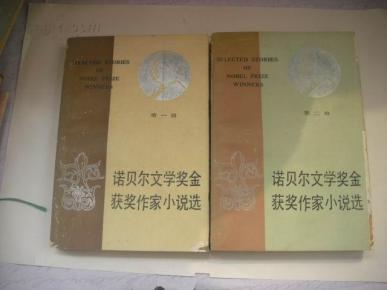 SELECTED STORIES
OF
NOBEL PRIZE
WINNERS
第一册
诺贝尔文学奖金
获奖作家小说选
SELECTED STORIES
OF
NOBEL PRIZE
WINNERS
第二册
诺贝尔文学奖金
获奖作家小说选